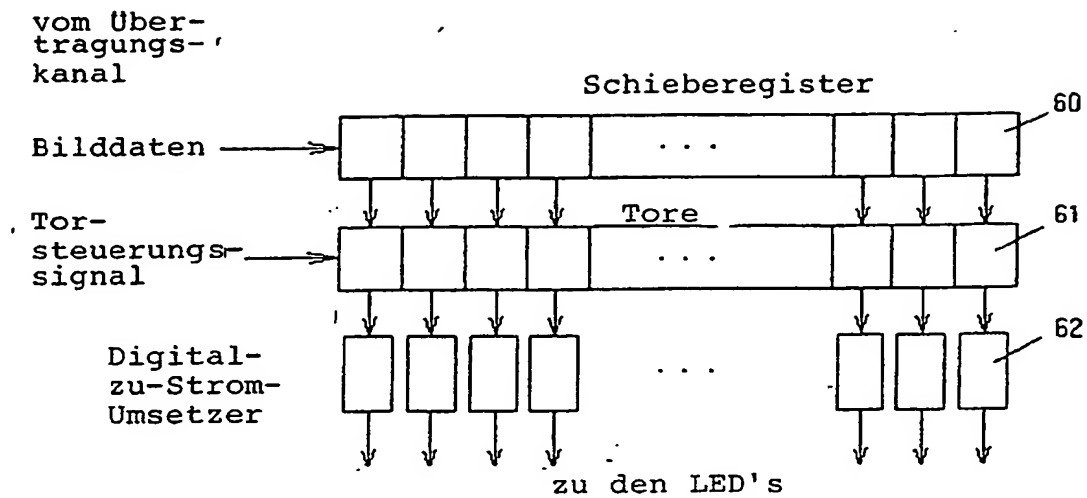 vom Über-
tragungs-
kanal
Schieberegister
60
Bilddaten
. . .
Tore
61
Tor-
steuerungs-
signal
. . .
62
Digital-
zu-Strom-
Umsetzer
. . .
zu den LED's